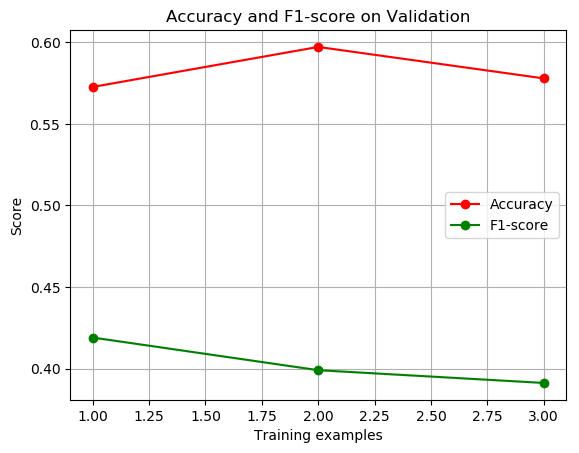 Accuracy and F1-score on Validation
0.60
0.55
0.50
0.45
0.40
Score
Accuracy
F1-score
1.00 1.25 1.50 1.75 2.00 2.25 2.50 2.75 3.00
Training examples